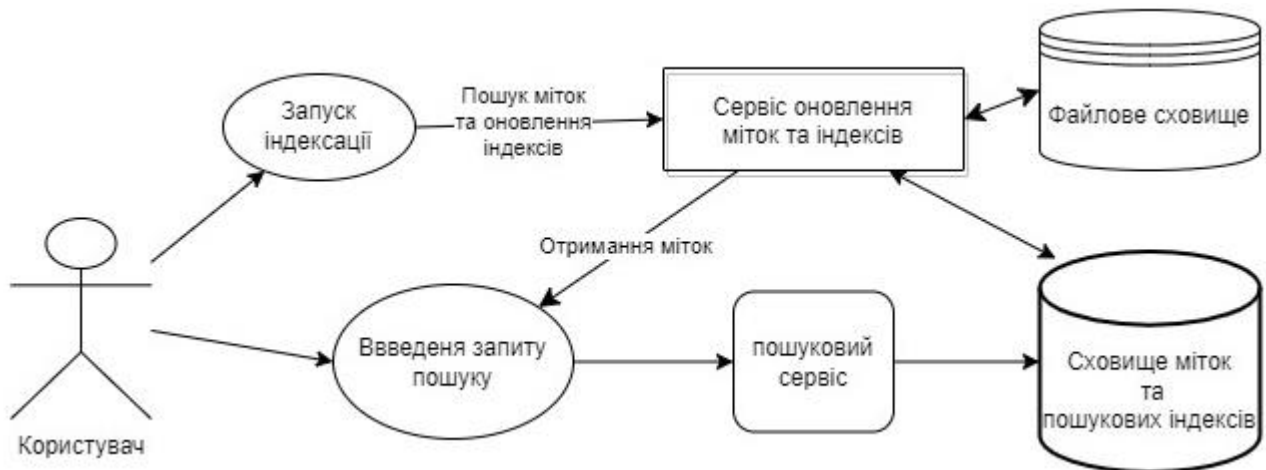 Запуск
індексації
Пошук міток
та оновлення
індексів
Сервіс оновлення
міток та індексів
Файлове сховище
Отримання міток
Ввведеня запиту
пошуку
пошуковий
сервіс
Сховище міток
та
пошукових індексів
Користувач